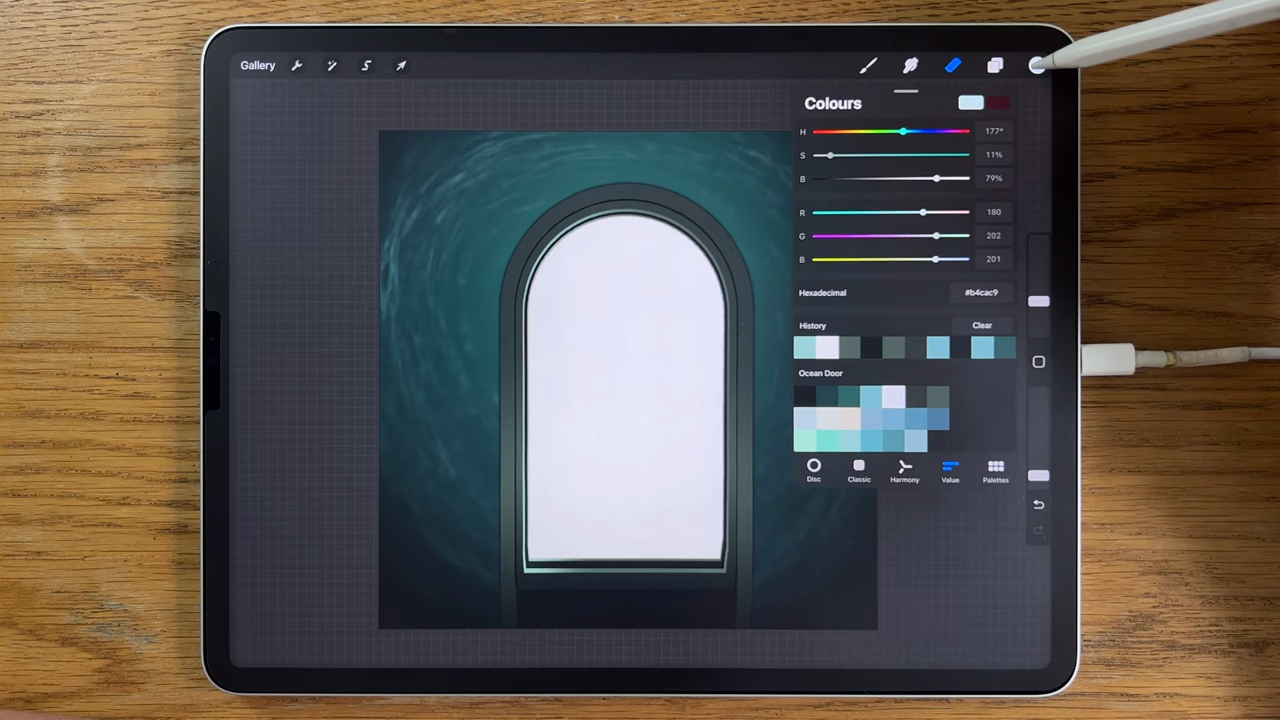 Gallery
Colours
H 177°
S 11%
B 79%
R 180
G 202
B 201
Hexadecimal #b4cac9
History Clear
Ocean Door
Disc Classic Harmony Value Palettes